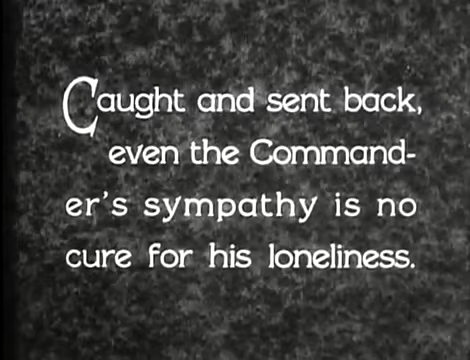 Caught and sent back,
even the Command-
er's sympathy is no
cure for his loneliness.